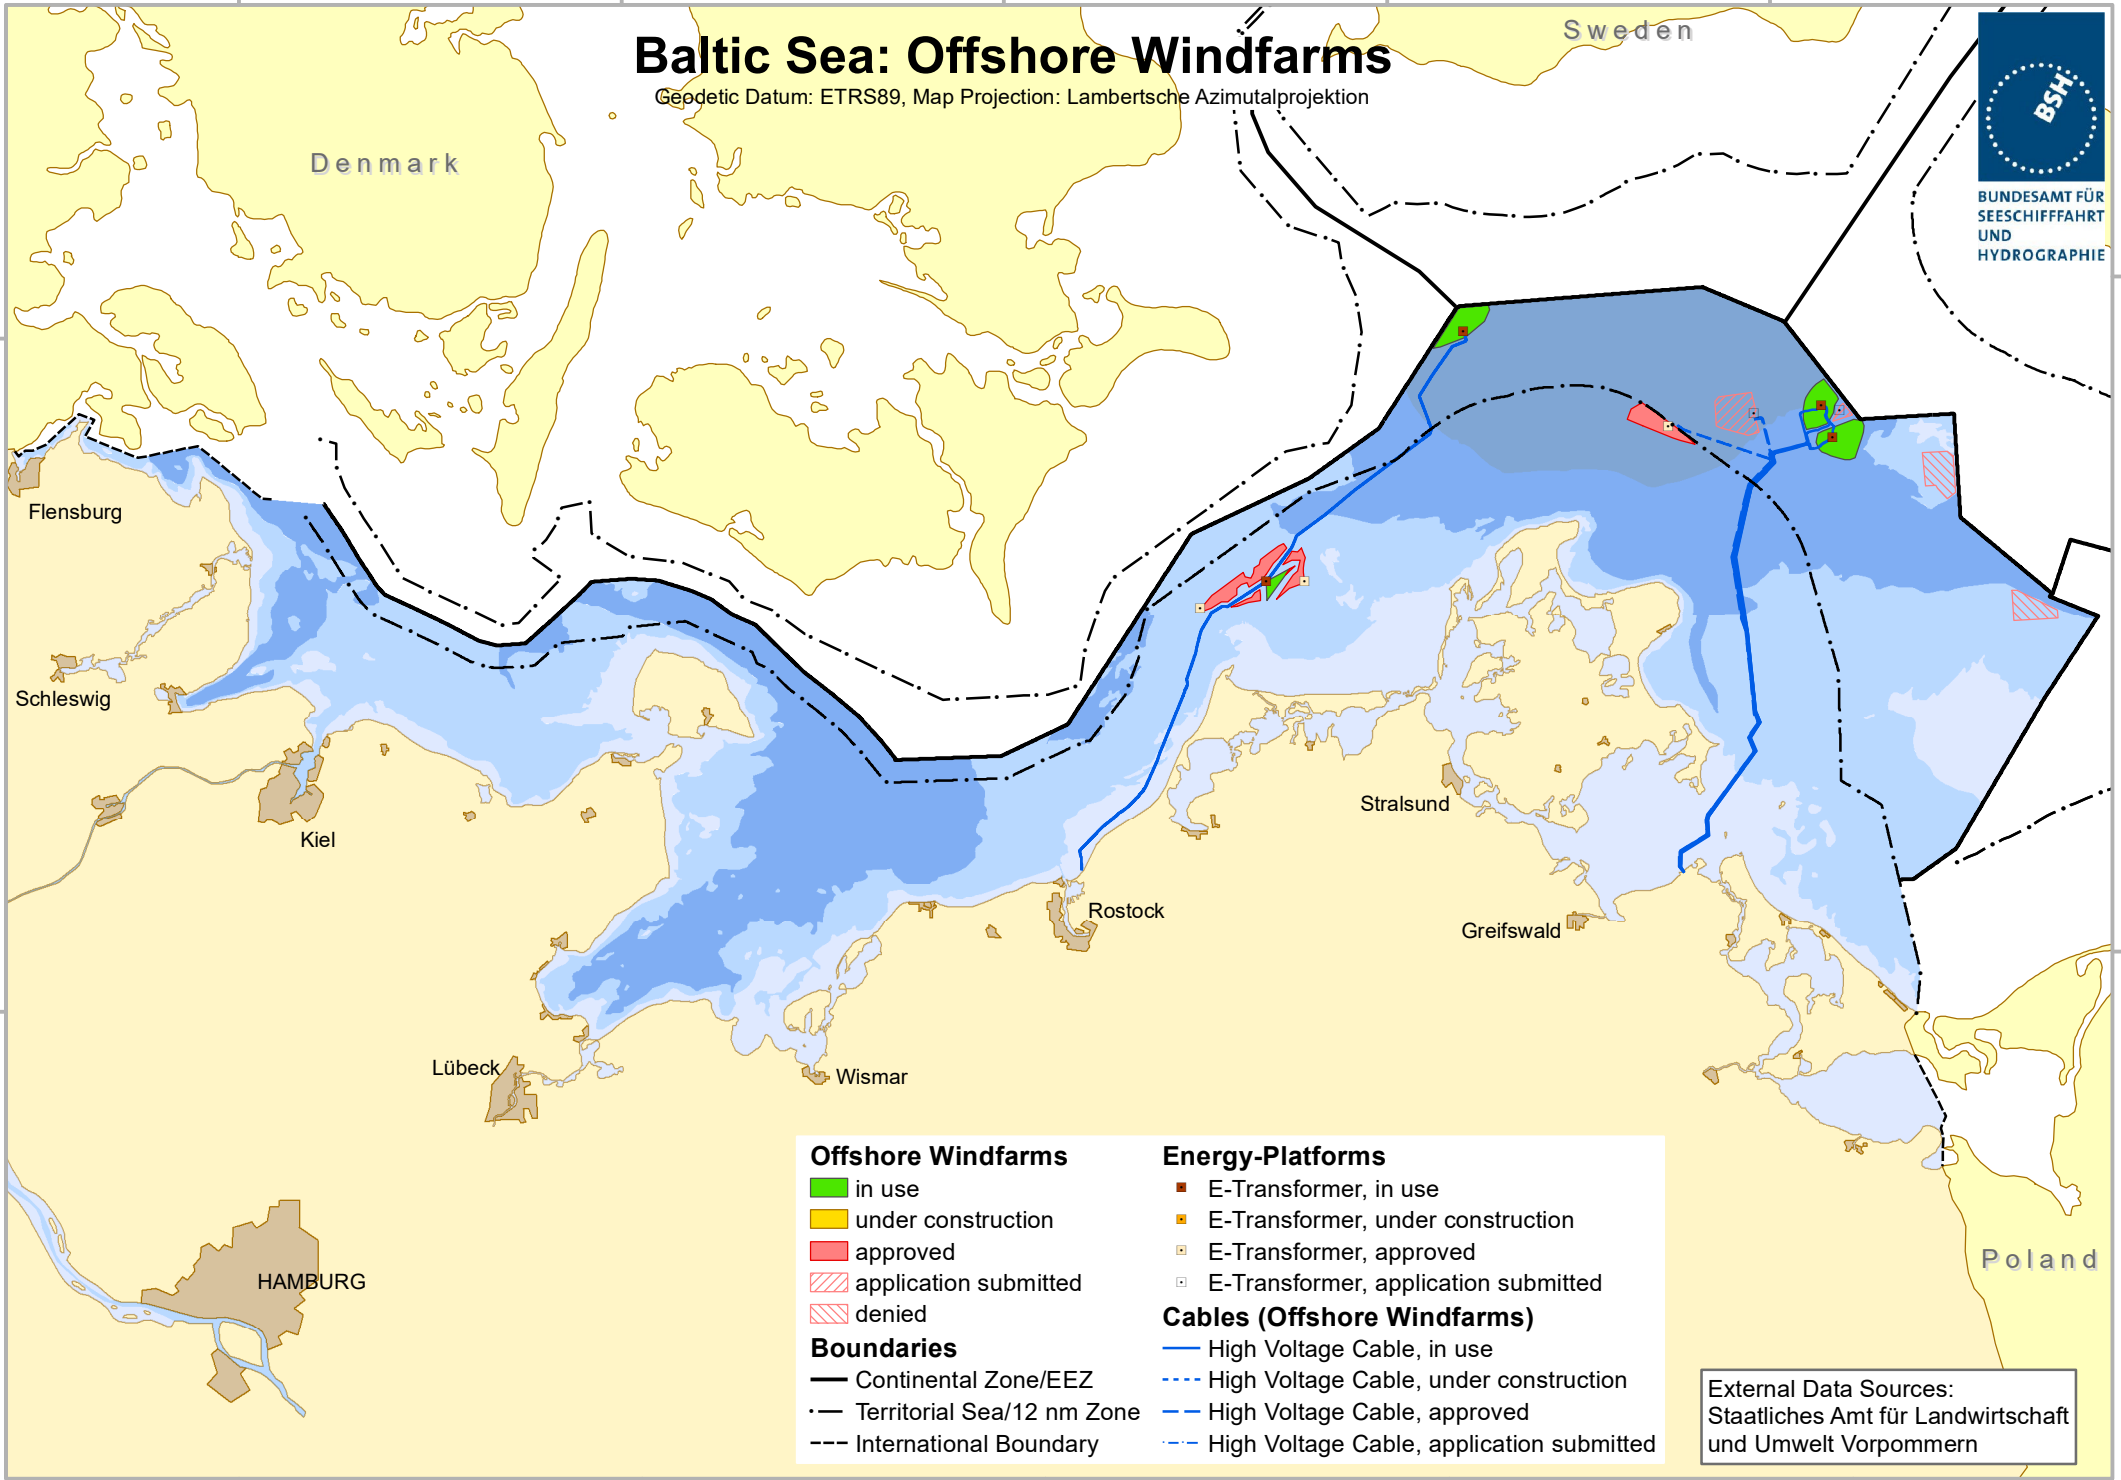 Baltic Sea: Offshore Windfarms
Geodetic Datum: ETRS89, Map Projection: Lambertsche Azimutalprojektion
Sweden
Denmark
BSH
BUNDESAMT FÜR
SEESCHIFFFAHRT
UND
HYDROGRAPHIE
Flensburg
Schleswig
Kiel
Stralsund
Rostock
Greifswald
Lübeck
Wismar
HAMBURG
Poland
Offshore Windfarms
in use
under construction
approved
application submitted
denied
Boundaries
Continental Zone/EEZ
Territorial Sea/12 nm Zone
International Boundary
Energy-Platforms
E-Transformer, in use
E-Transformer, under construction
E-Transformer, approved
E-Transformer, application submitted
Cables (Offshore Windfarms)
High Voltage Cable, in use
High Voltage Cable, under construction
High Voltage Cable, approved
High Voltage Cable, application submitted
External Data Sources:
Staatliches Amt für Landwirtschaft
und Umwelt Vorpommern